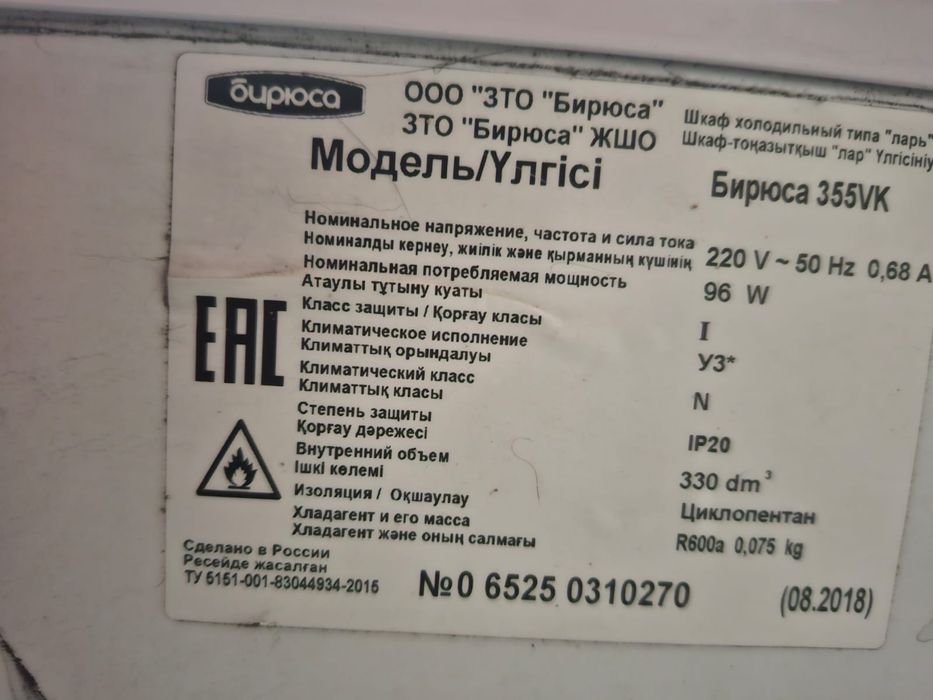 бирюса
ООО "ЗТО "Бирюса"
ЗТО "Бирюса" ЖШО
Шкаф холодильный типа "ларь"
Шкаф-тоңазытқыш "лар" Үлгісінің
Модель/Үлгісі
Бирюса 355VK
Номинальное напряжение, частота и сила тока
Номиналды кернеу, жиілік және қырманның күшінің
220 V ~ 50 Hz 0,68 A
Номинальная потребляемая мощность
Атаулы тұтыну қуаты
96 W
Класс защиты / Қорғау класы
I
Климатическое исполнение
Климаттық орындалуы
У3*
Климатический класс
Климаттық класы
N
Степень защиты
Қорғау дәрежесі
IP20
Внутренний объем
Ішкі көлемі
330 dm³
Изоляция / Оқшаулау
Циклопентан
Хладагент и его масса
Хладагент және оның салмағы
R600a 0,075 kg
EAC
Сделано в России
Ресейде жасалған
ТУ 5151-001-83044934-2015
№0 6525 0310270
(08.2018)